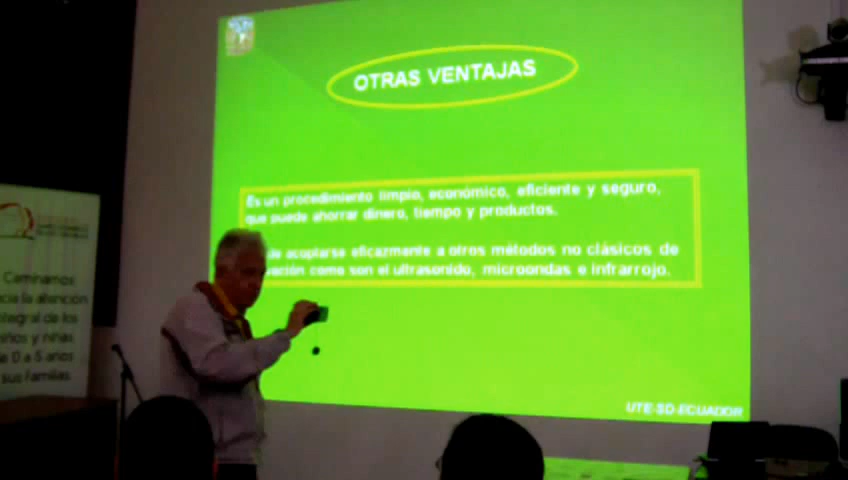 OTRAS VENTAJAS
Es un procedimiento limpio, económico, eficiente y seguro,
que puede ahorrar dinero, tiempo y productos.
acoplarse eficazmente a otros métodos no clásicos de
como son el ultrasonido, microondas e infrarrojo.
UTE-SD-ECUADOR
Caminamos
la atención
integral de los
niños y niñas
0 a 5 años
sus familias